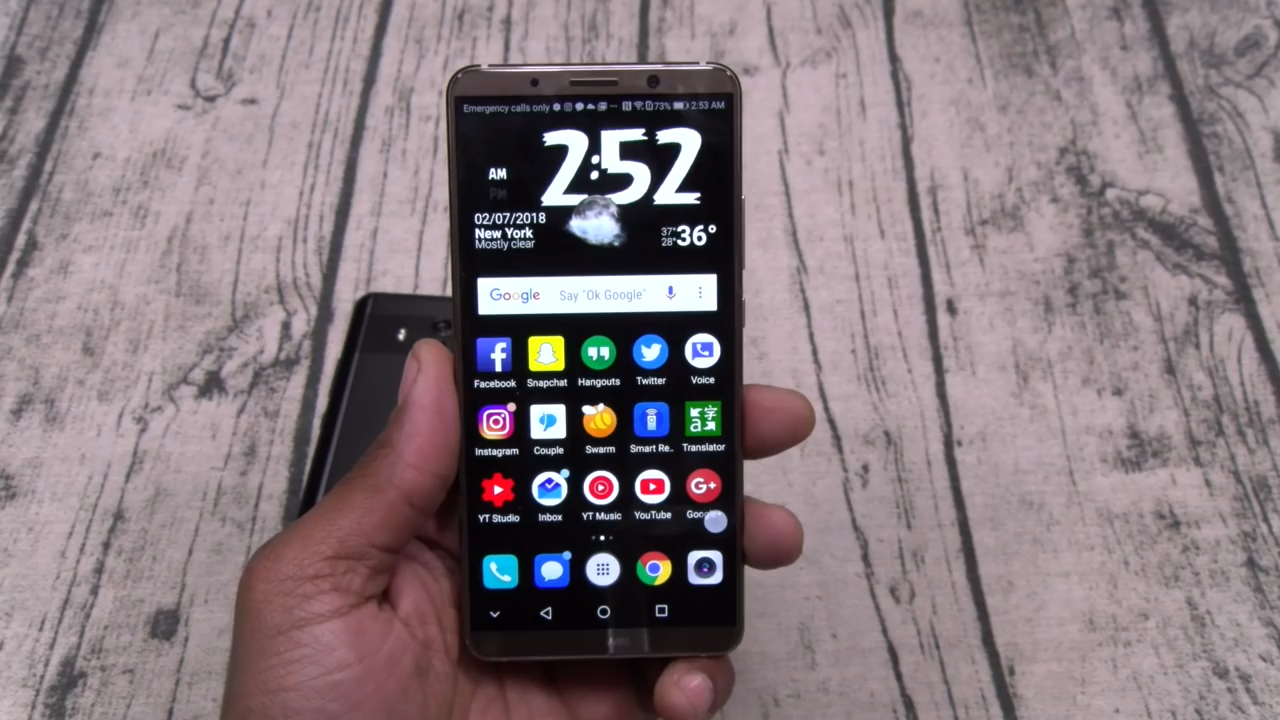 Emergency calls only 73% 2:53 AM
2:52
AM
PM
02/07/2018
New York
Mostly clear
37°
28°
36°
Google Say "Ok Google"
Facebook Snapchat Hangouts Twitter Voice
Instagram Couple Swarm Smart Re.. Translator
YT Studio Inbox YT Music YouTube Google+